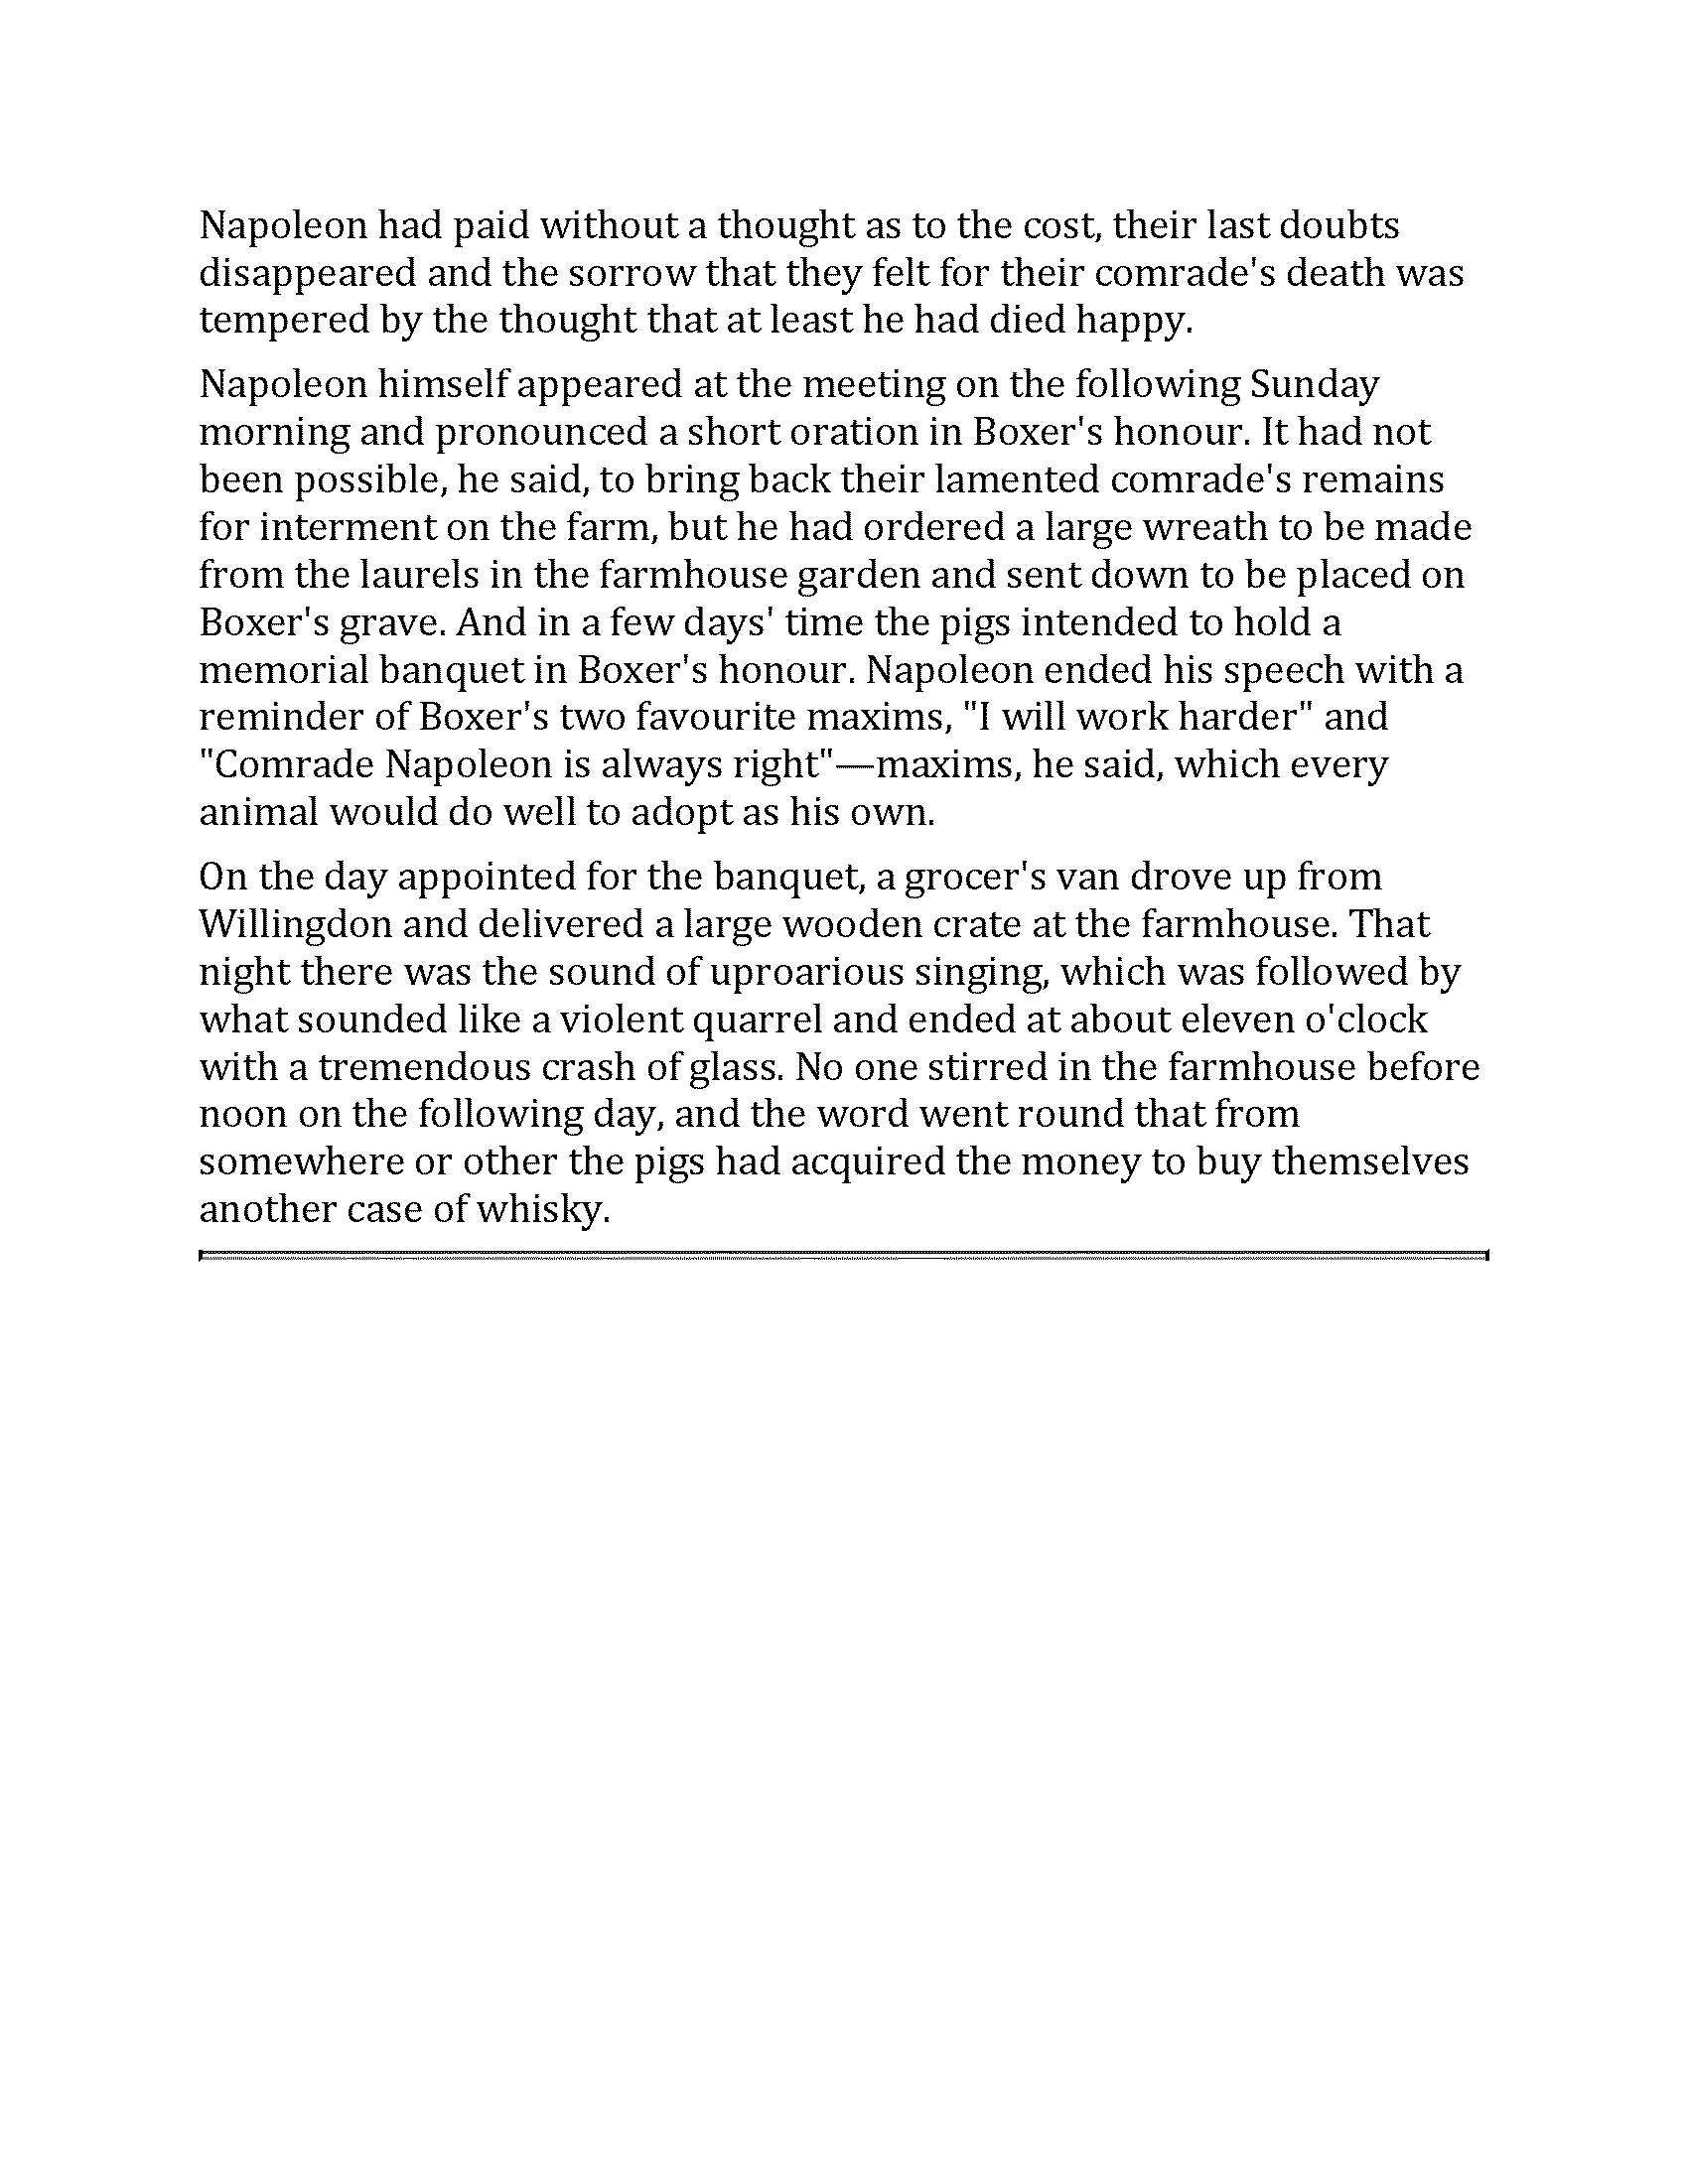 Napoleon had paid without a thought as to the cost, their last doubts
disappeared and the sorrow that they felt for their comrade's death was
tempered by the thought that at least he had died happy.
Napoleon himself appeared at the meeting on the following Sunday
morning and pronounced a short oration in Boxer's honour. It had not
been possible, he said, to bring back their lamented comrade's remains
for interment on the farm, but he had ordered a large wreath to be made
from the laurels in the farmhouse garden and sent down to be placed on
Boxer's grave. And in a few days' time the pigs intended to hold a
memorial banquet in Boxer's honour. Napoleon ended his speech with a
reminder of Boxer's two favourite maxims, "I will work harder" and
"Comrade Napoleon is always right"—maxims, he said, which every
animal would do well to adopt as his own.
On the day appointed for the banquet, a grocer's van drove up from
Willingdon and delivered a large wooden crate at the farmhouse. That
night there was the sound of uproarious singing, which was followed by
what sounded like a violent quarrel and ended at about eleven o'clock
with a tremendous crash of glass. No one stirred in the farmhouse before
noon on the following day, and the word went round that from
somewhere or other the pigs had acquired the money to buy themselves
another case of whisky.